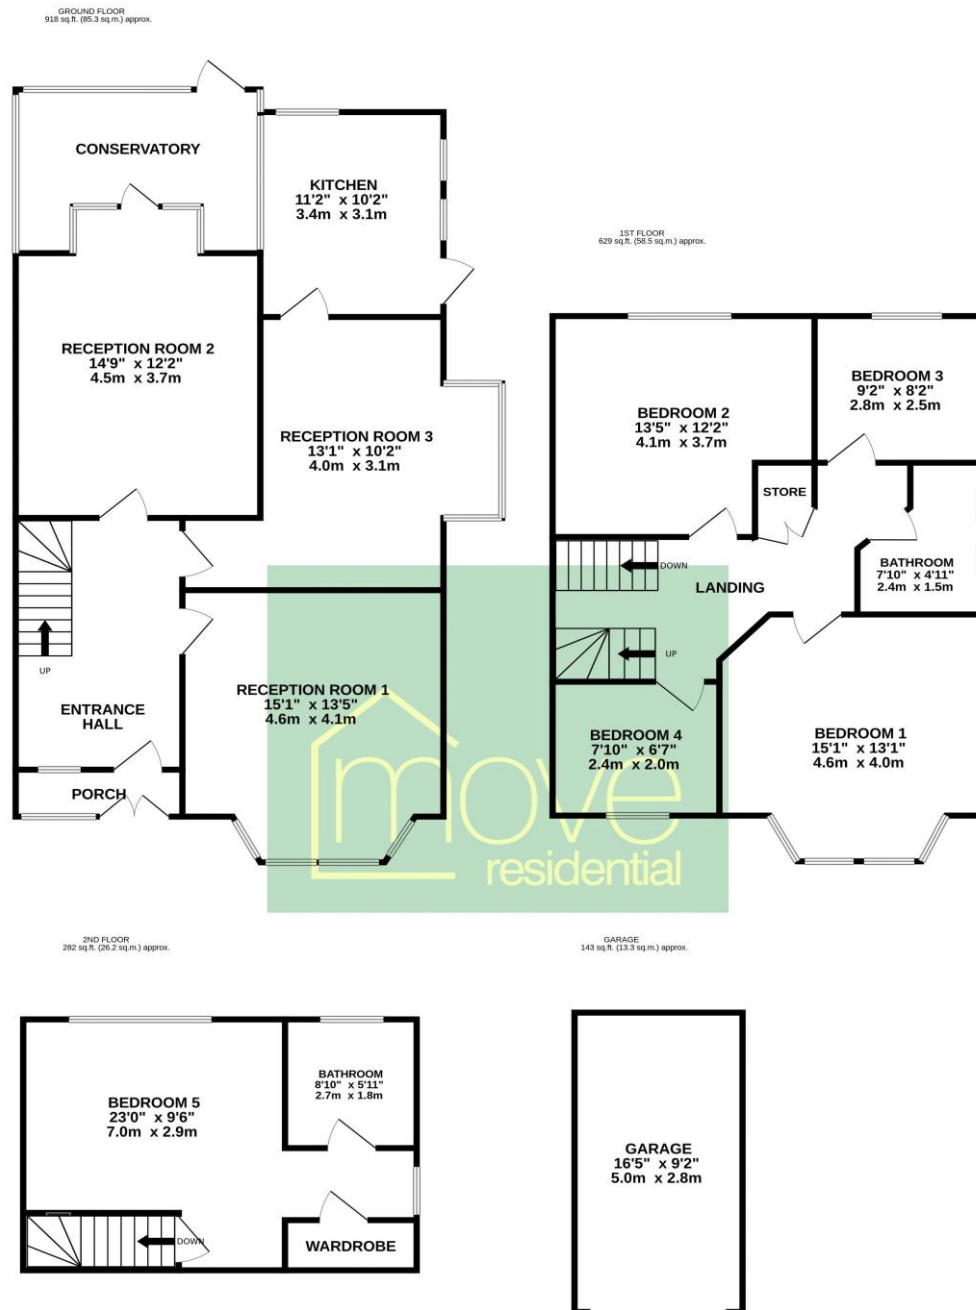 GROUND FLOOR
918 sq.ft. (85.3 sq.m.) approx.
CONSERVATORY
KITCHEN
11'2" x 10'2"
3.4m x 3.1m
RECEPTION ROOM 2
14'9" x 12'2"
4.5m x 3.7m
RECEPTION ROOM 3
13'1" x 10'2"
4.0m x 3.1m
UP
ENTRANCE
HALL
RECEPTION ROOM 1
15'1" x 13'5"
4.6m x 4.1m
PORCH
1ST FLOOR
629 sq.ft. (58.5 sq.m.) approx.
BEDROOM 2
13'5" x 12'2"
4.1m x 3.7m
BEDROOM 3
9'2" x 8'2"
2.8m x 2.5m
STORE
BATHROOM
7'10" x 4'11"
2.4m x 1.5m
DOWN
LANDING
UP
BEDROOM 4
7'10" x 6'7"
2.4m x 2.0m
BEDROOM 1
15'1" x 13'1"
4.6m x 4.0m
move
residential
2ND FLOOR
282 sq.ft. (26.2 sq.m.) approx.
BEDROOM 5
23'0" x 9'6"
7.0m x 2.9m
BATHROOM
8'10" x 5'11"
2.7m x 1.8m
DOWN
WARDROBE
GARAGE
143 sq.ft. (13.3 sq.m.) approx.
GARAGE
16'5" x 9'2"
5.0m x 2.8m